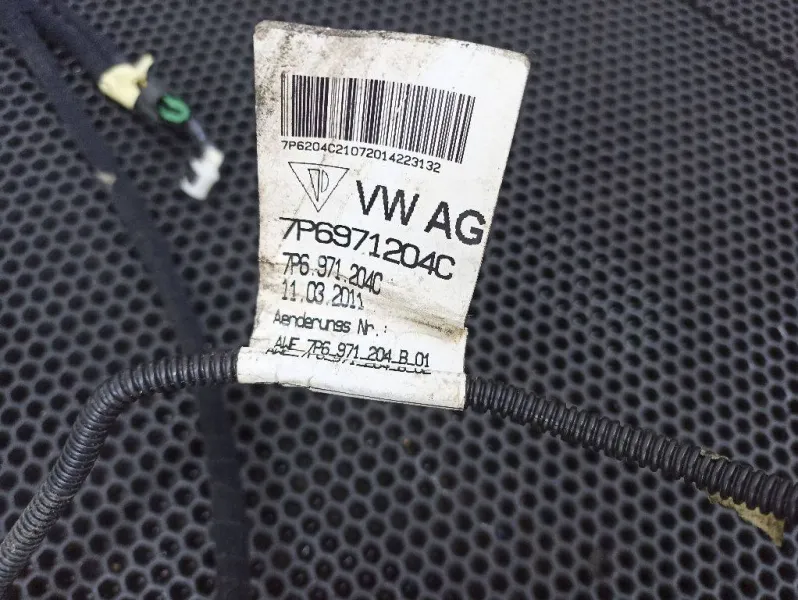 7P6204C21072014223132
VW AG
7P6971204C
7P6.971.204C
11.03.2011
Aenderungs Nr.:
AWE 7P6 971 204 B 01